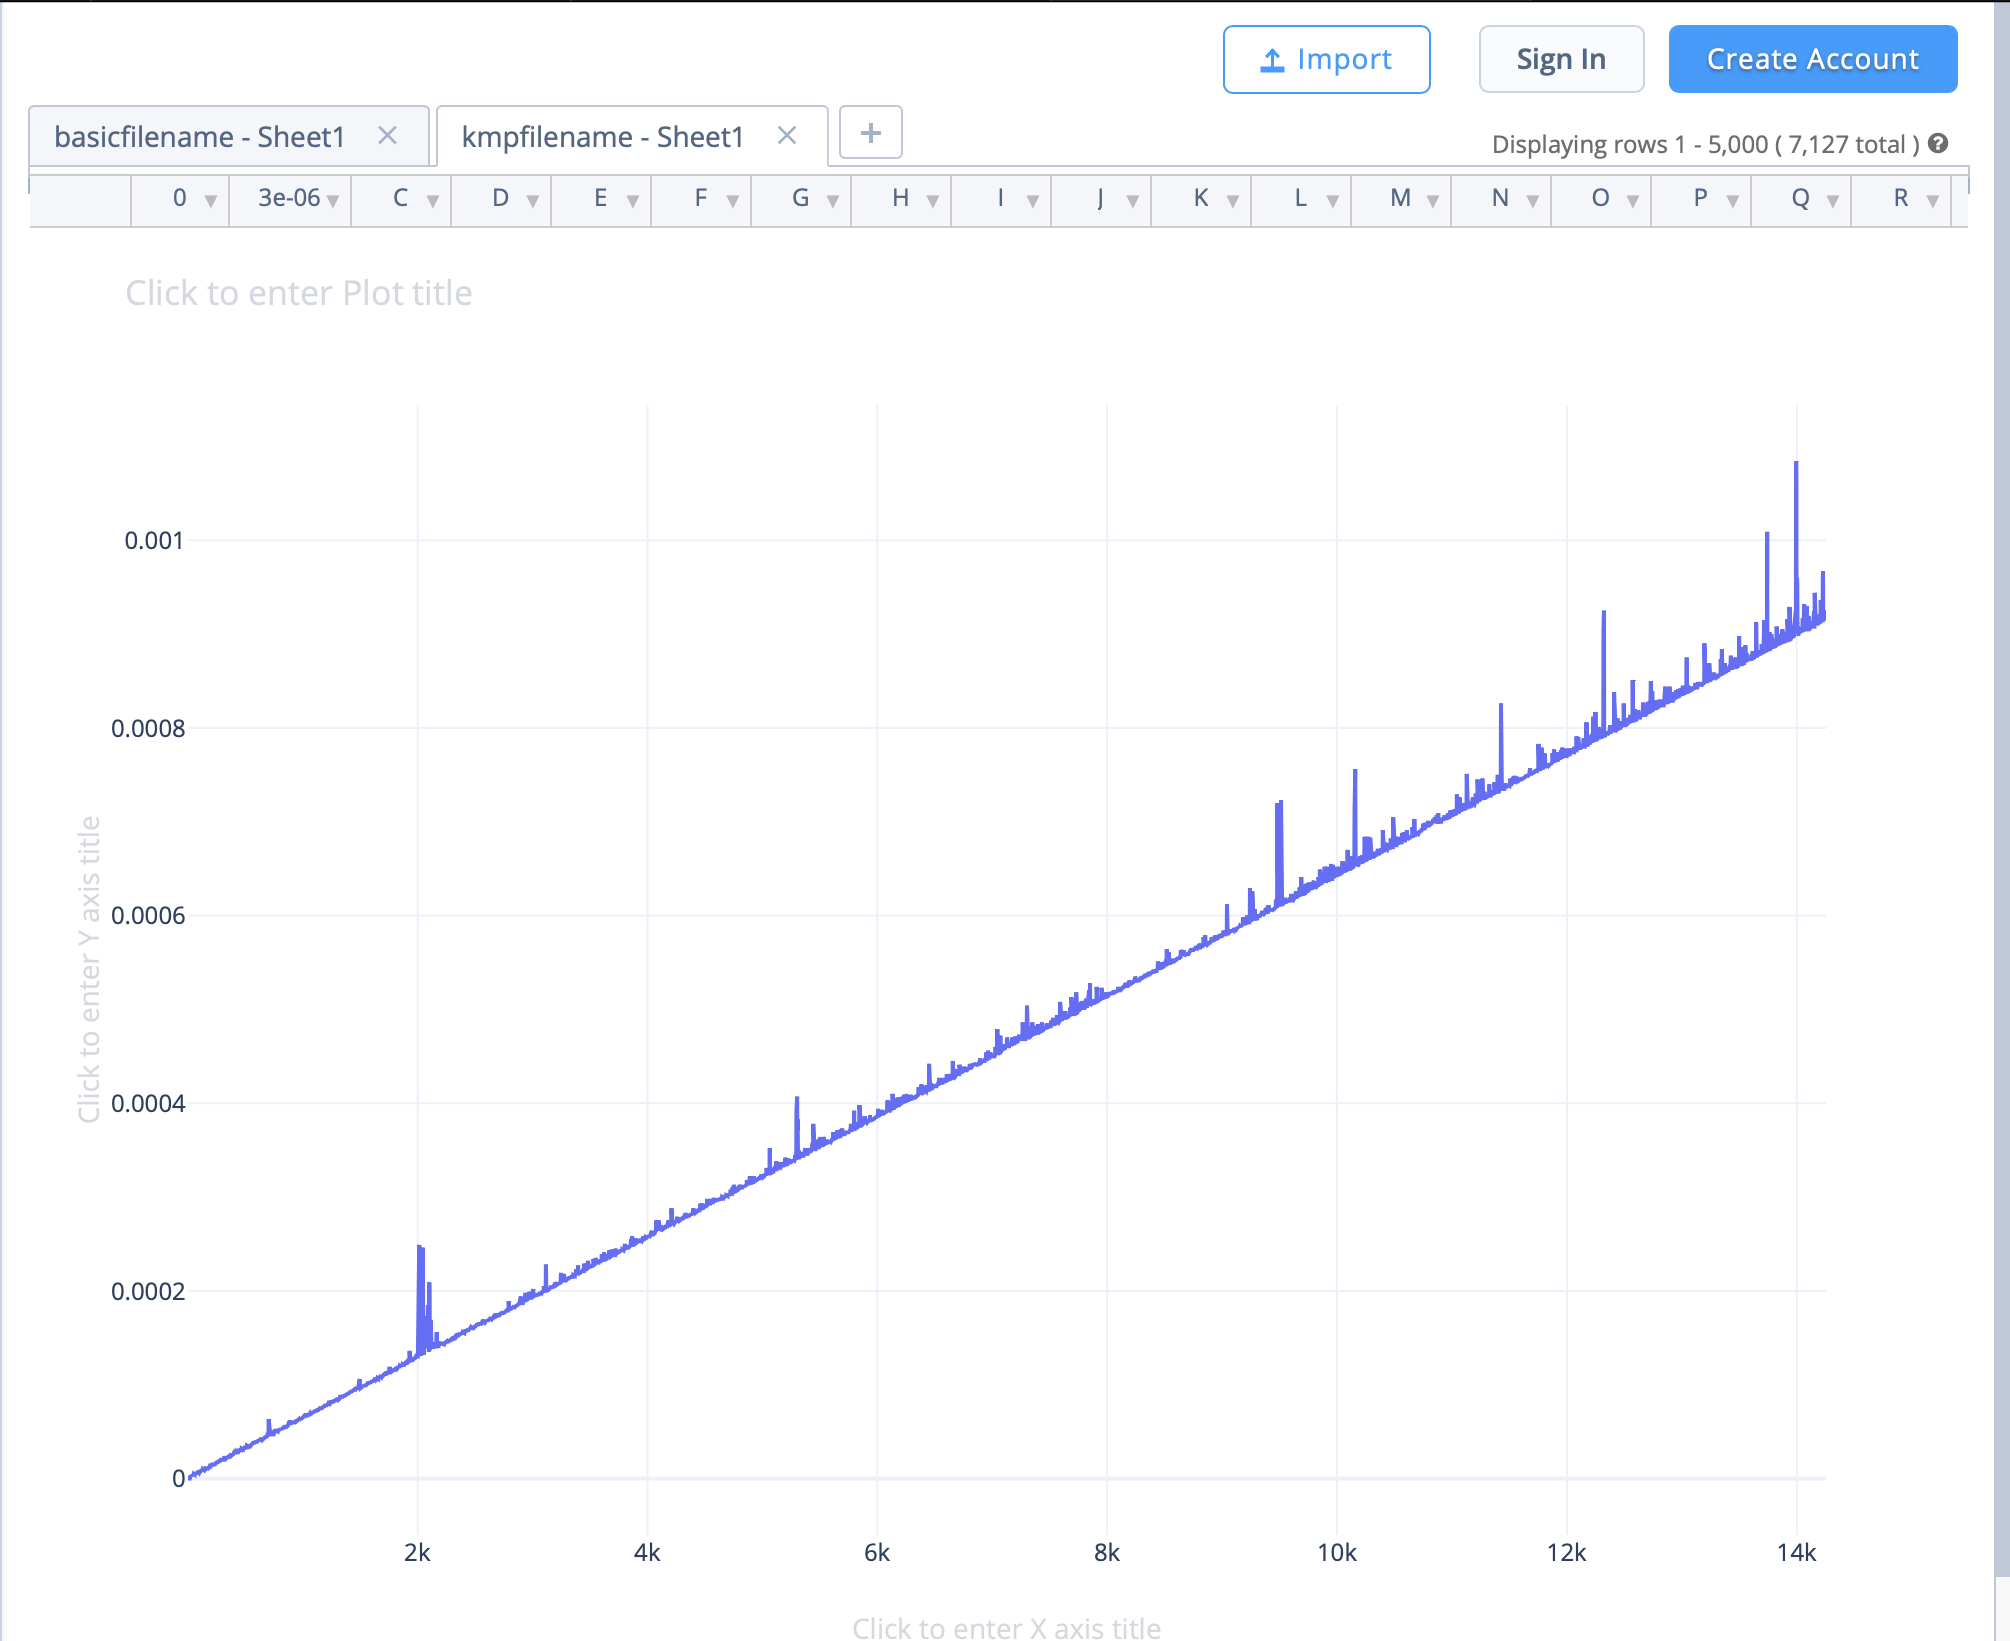 Import
Sign In
Create Account
basicfilename - Sheet1
kmpfilename - Sheet1
+
Displaying rows 1 - 5,000 ( 7,127 total ) ?
0 3e-06 C D E F G H I J K L M N O P Q R
Click to enter Plot title
0.001
0.0008
0.0006
0.0004
0.0002
0
Click to enter Y axis title
2k 4k 6k 8k 10k 12k 14k
Click to enter X axis title